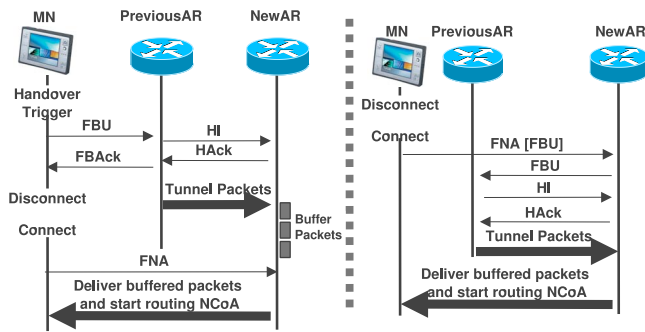 MN PreviousAR NewAR
Handover
Trigger
FBU
HI
FBAck
HAck
Tunnel Packets
Disconnect
Buffer
Packets
Connect
FNA
Deliver buffered packets
and start routing NCoA
MN PreviousAR NewAR
Disconnect
Connect
FNA [FBU]
FBU
HI
HAck
Tunnel Packets
Deliver buffered packets
and start routing NCoA